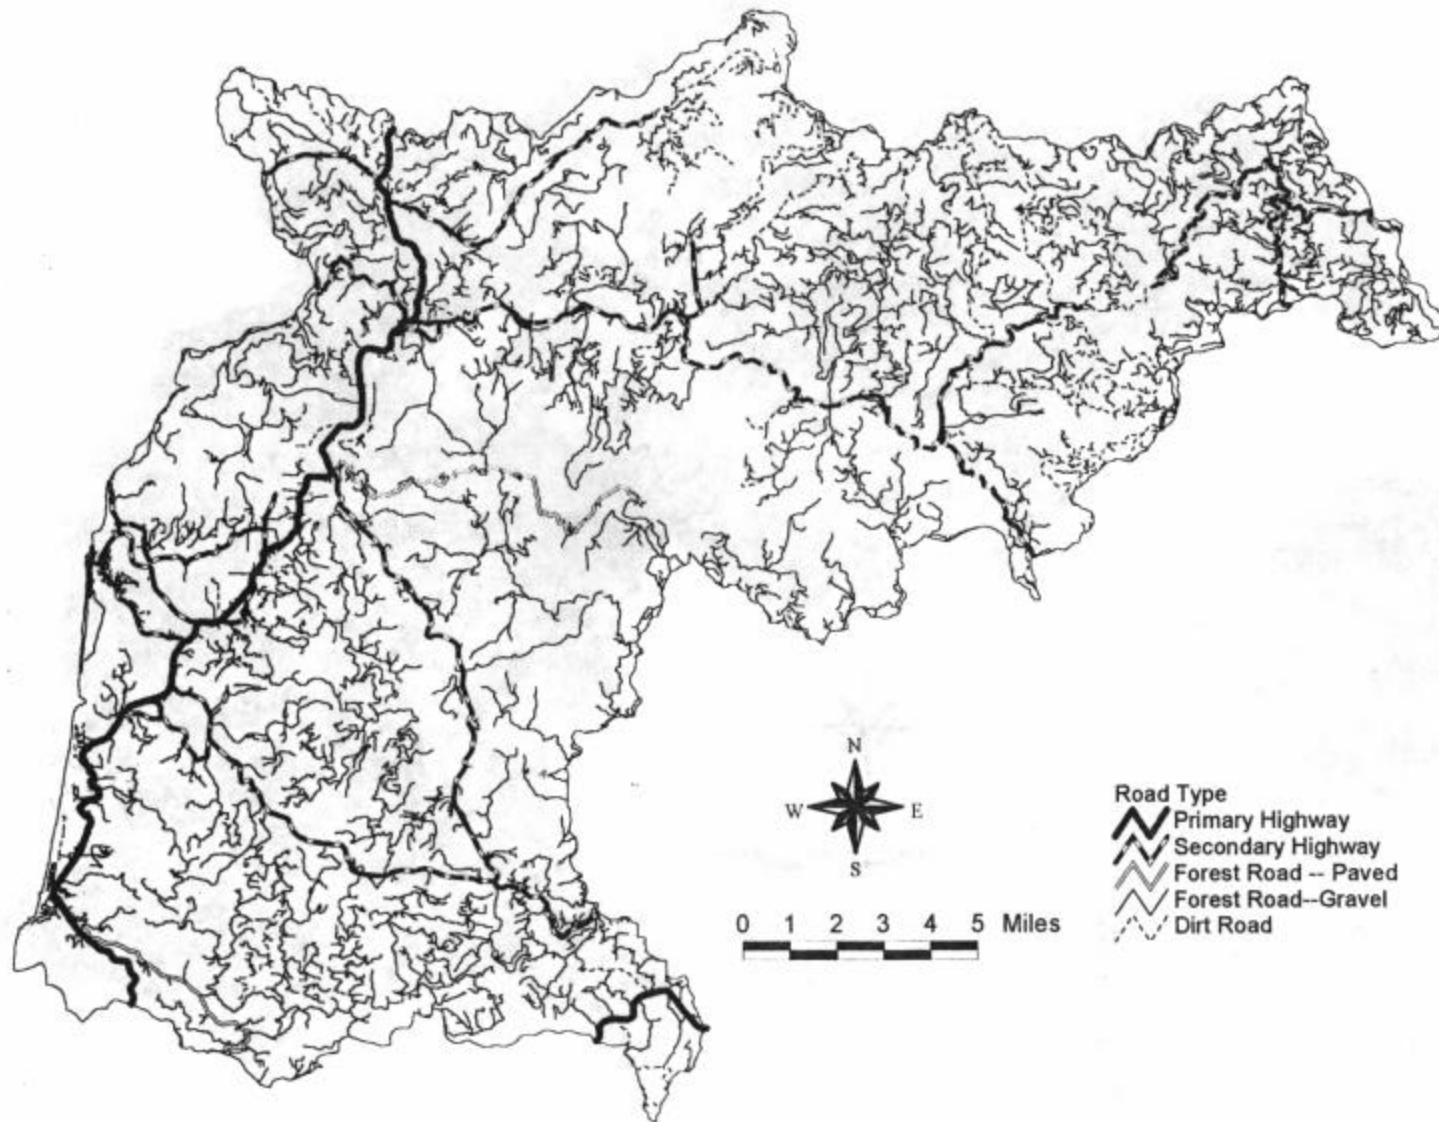 N
W E
S
Road Type
Primary Highway
Secondary Highway
Forest Road -- Paved
Forest Road--Gravel
Dirt Road
0 1 2 3 4 5 Miles